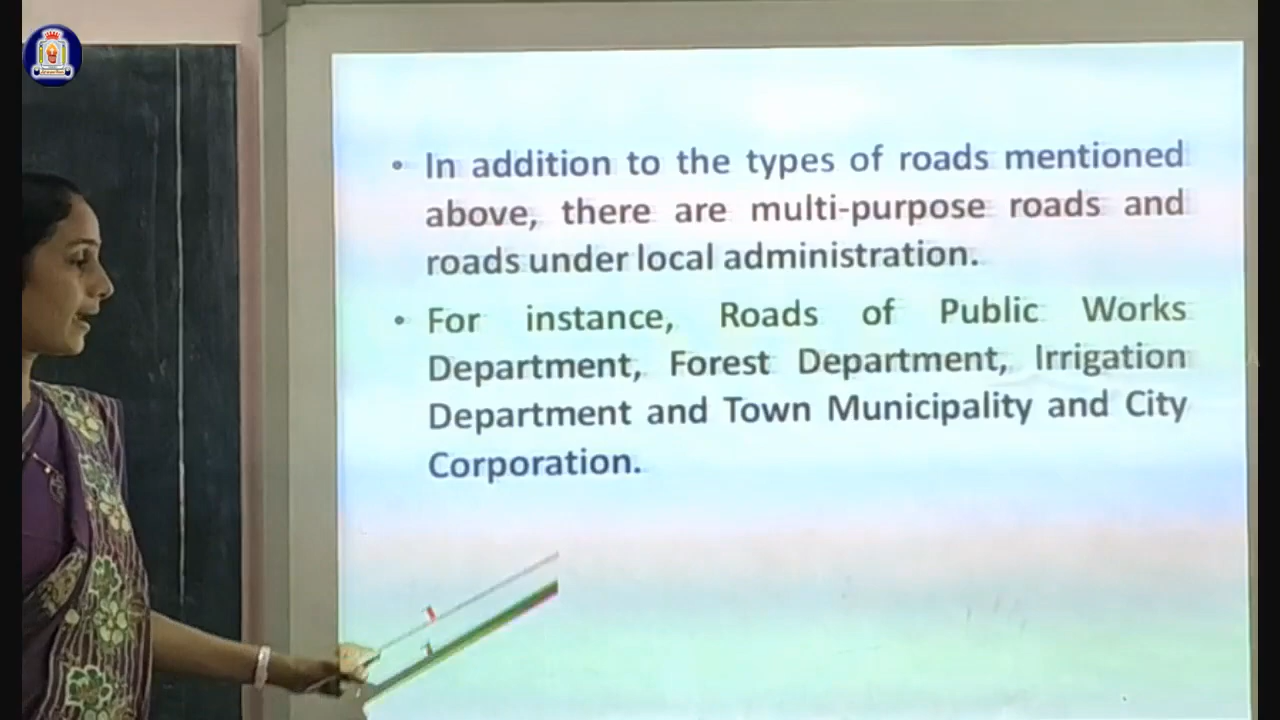 • In addition to the types of roads mentioned
above, there are multi-purpose roads and
roads under local administration.
• For instance, Roads of Public Works
Department, Forest Department, Irrigation
Department and Town Municipality and City
Corporation.